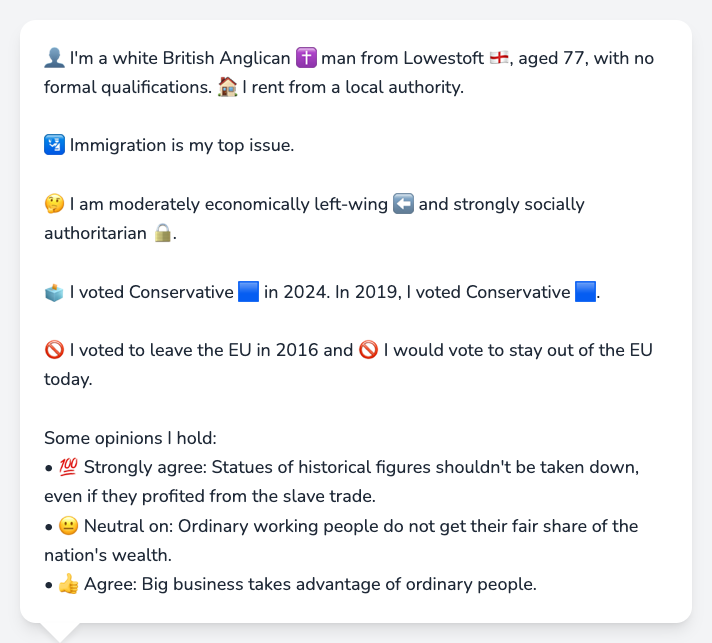 👤 I'm a white British Anglican ✝️ man from Lowestoft 🏴󠁧󠁢󠁥󠁮󠁧󠁿, aged 77, with no
formal qualifications. 🏠 I rent from a local authority.
🛂 Immigration is my top issue.
🤔 I am moderately economically left-wing ⬅️ and strongly socially
authoritarian 🔒.
🗳️ I voted Conservative 🟦 in 2024. In 2019, I voted Conservative 🟦.
🚫 I voted to leave the EU in 2016 and 🚫 I would vote to stay out of the EU
today.
Some opinions I hold:
• 💯 Strongly agree: Statues of historical figures shouldn't be taken down,
even if they profited from the slave trade.
• 😐 Neutral on: Ordinary working people do not get their fair share of the
nation's wealth.
• 👍 Agree: Big business takes advantage of ordinary people.